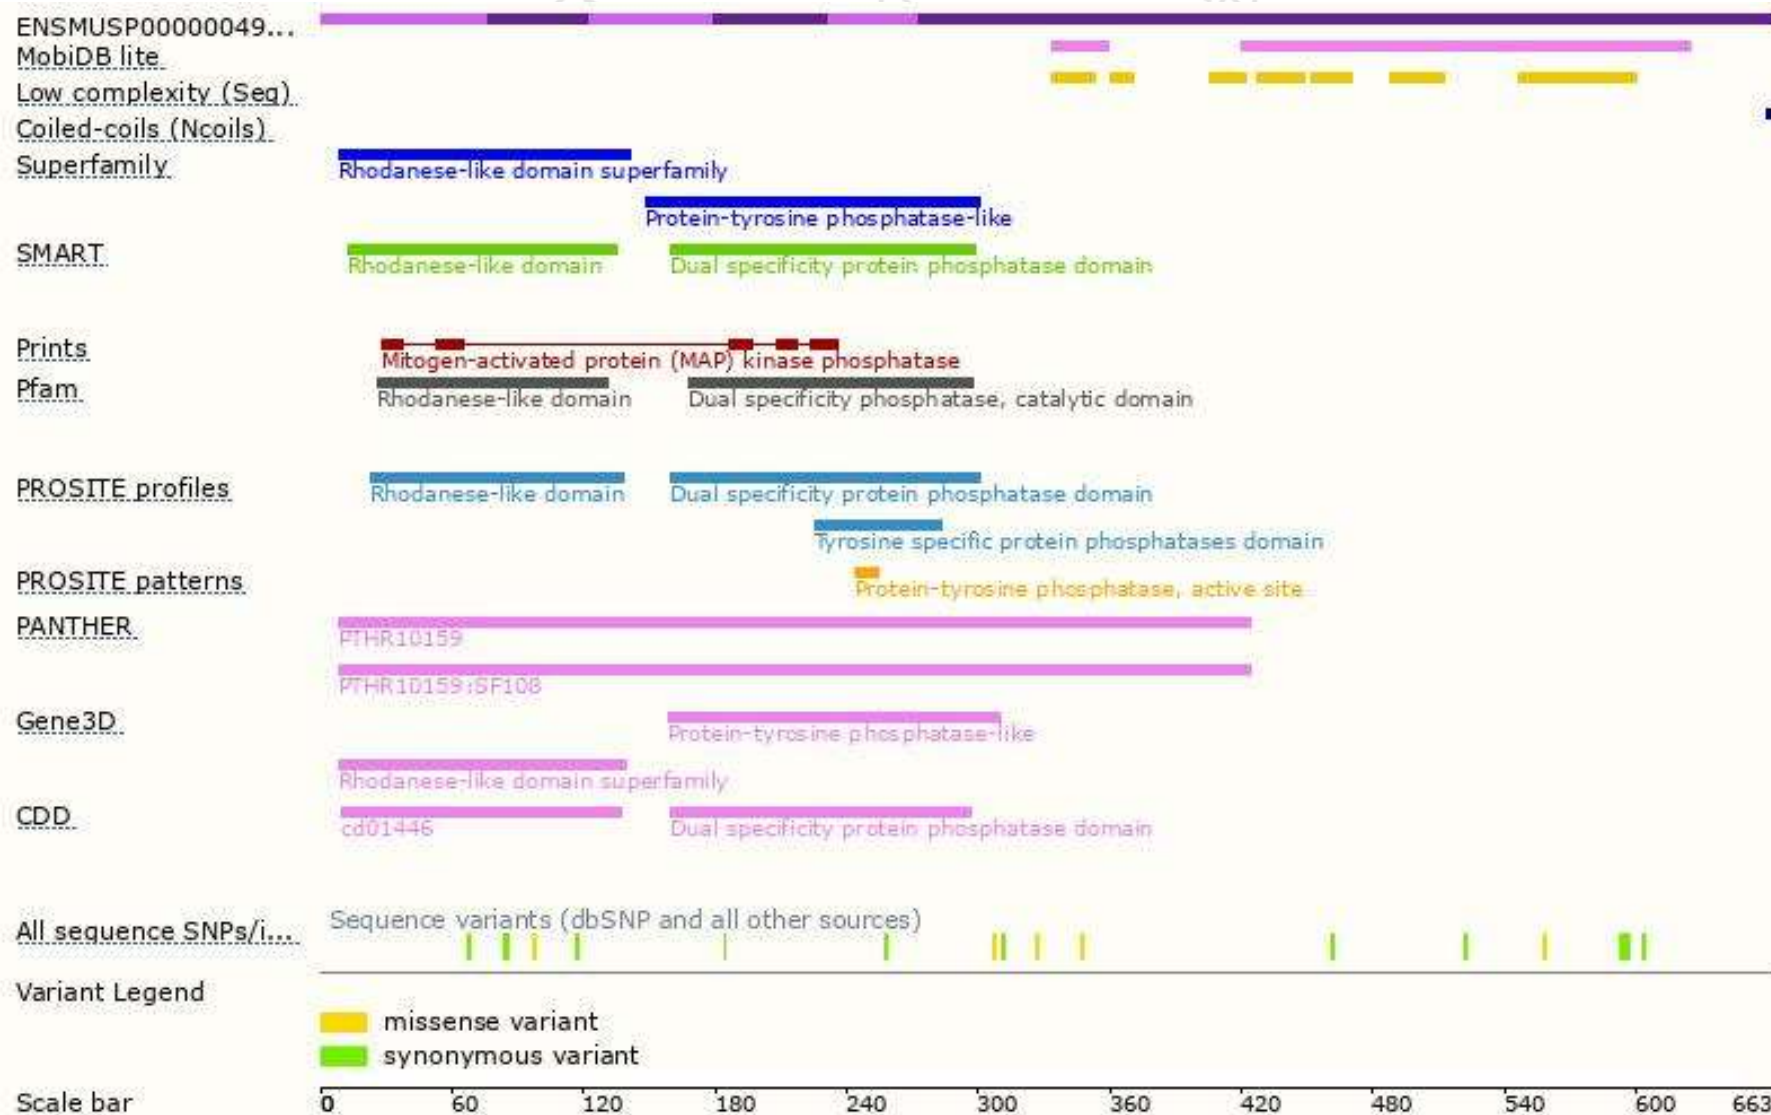 ENSMUSP00000049...
MobiDB lite
Low complexity (Seg)
Coiled-coils (Ncoils)
Superfamily
Rhodanese-like domain superfamily
Protein-tyrosine phosphatase-like
SMART
Rhodanese-like domain
Dual specificity protein phosphatase domain
Prints
Mitogen-activated protein (MAP) kinase phosphatase
Pfam
Rhodanese-like domain
Dual specificity phosphatase, catalytic domain
PROSITE profiles
Rhodanese-like domain
Dual specificity protein phosphatase domain
Tyrosine specific protein phosphatases domain
PROSITE patterns
Protein-tyrosine phosphatase, active site
PANTHER
PTHR10159
PTHR10159:SF108
Gene3D
Protein-tyrosine phosphatase-like
Rhodanese-like domain superfamily
CDD
cd01446
Dual specificity protein phosphatase domain
All sequence SNPs/i...
Sequence variants (dbSNP and all other sources)
Variant Legend
missense variant
synonymous variant
Scale bar
0 60 120 180 240 300 360 420 480 540 600 663